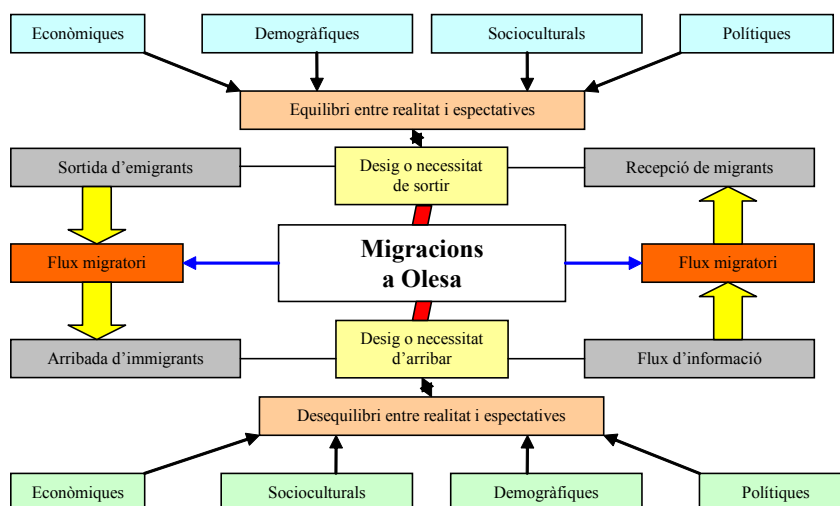 Econòmiques
Demogràfiques
Socioculturals
Polítiques
Equilibri entre realitat i espectatives
Sortida d’emigrants
Desig o necessitat
de sortir
Recepció de migrants
Flux migratori
Migracions
a Olesa
Flux migratori
Arribada d’immigrants
Desig o necessitat
d’arribar
Flux d’informació
Desequilibri entre realitat i espectatives
Econòmiques
Socioculturals
Demogràfiques
Polítiques